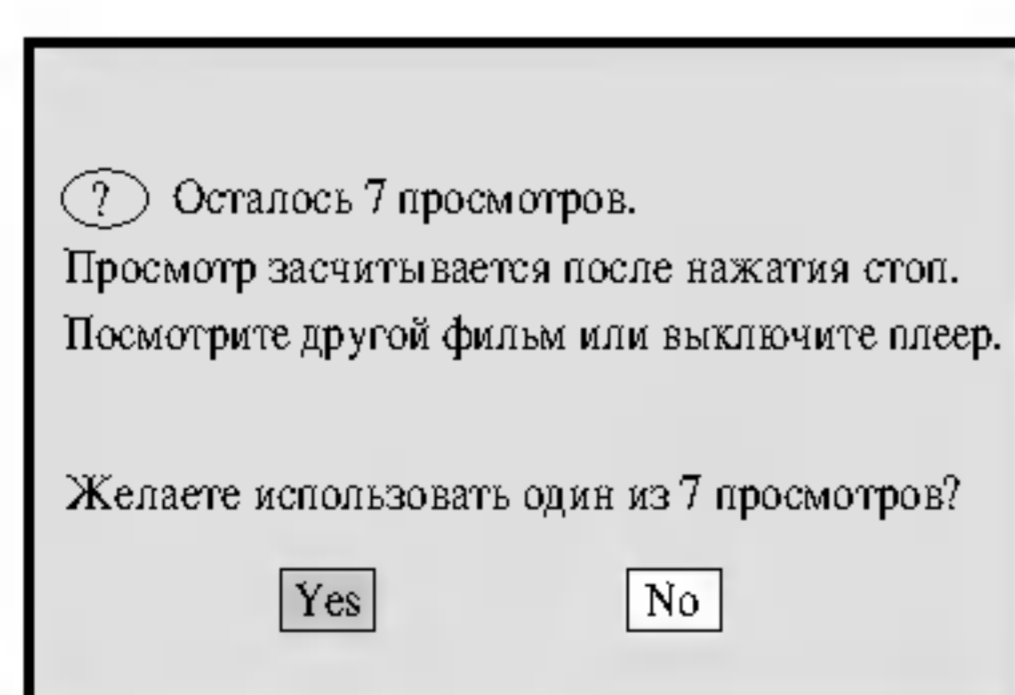 ? Осталось 7 просмотров.
Просмотр засчитывается после нажатия стоп.
Посмотрите другой фильм или выключите плеер.
Желаете использовать один из 7 просмотров?
Yes No